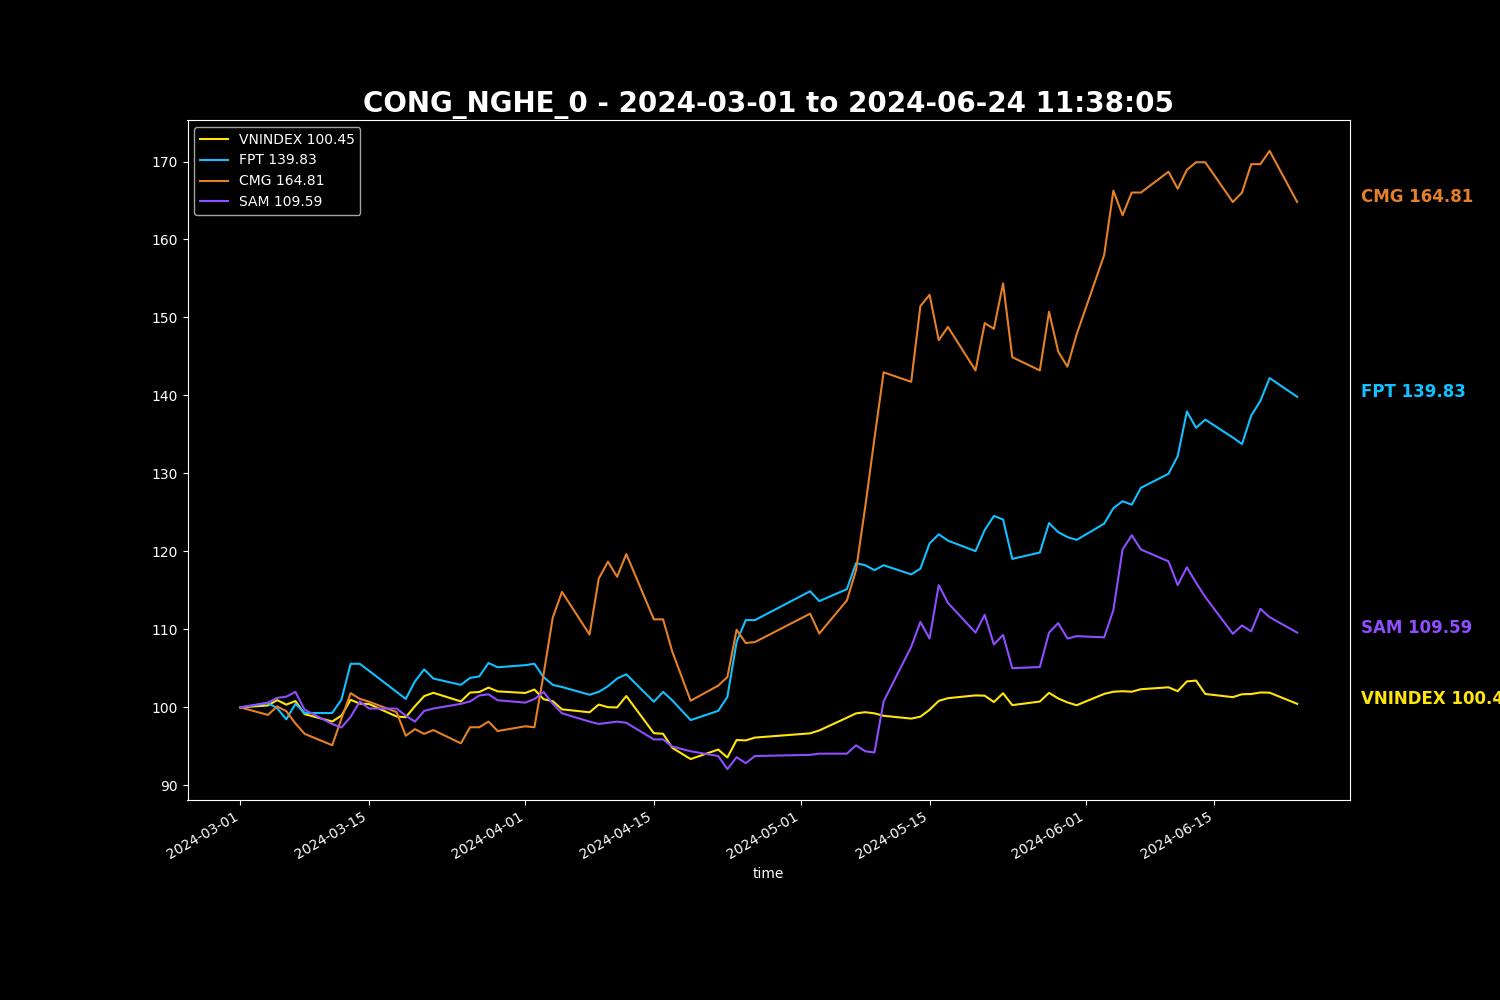 CONG_NGHE_0 - 2024-03-01 to 2024-06-24 11:38:05
VNINDEX 100.45
FPT 139.83
CMG 164.81
SAM 109.59
170
160
150
140
130
120
110
100
90
CMG 164.81
FPT 139.83
SAM 109.59
VNINDEX 100.4
2024-03-01
2024-03-15
2024-04-01
2024-04-15
2024-05-01
2024-05-15
2024-06-01
2024-06-15
time